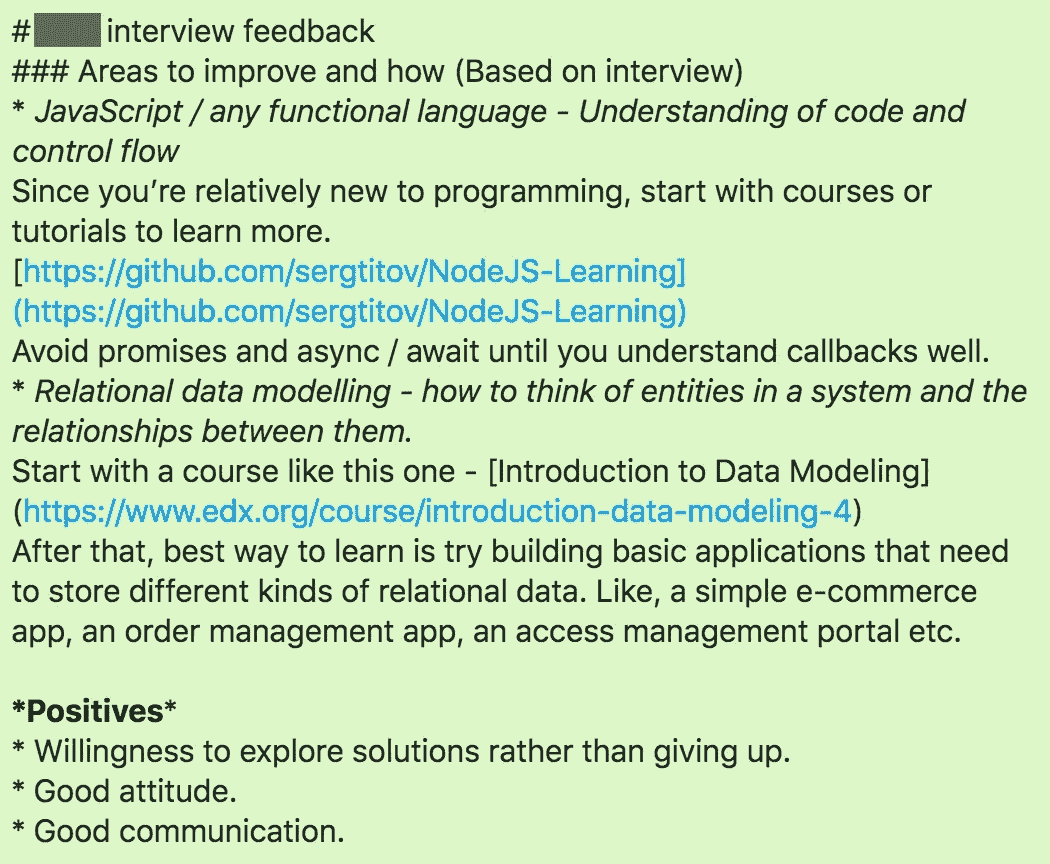 # interview feedback
### Areas to improve and how (Based on interview)
* JavaScript / any functional language - Understanding of code and
control flow
Since you’re relatively new to programming, start with courses or
tutorials to learn more.
[https://github.com/sergtitov/NodeJS-Learning]
(https://github.com/sergtitov/NodeJS-Learning)
Avoid promises and async / await until you understand callbacks well.
* Relational data modelling - how to think of entities in a system and the
relationships between them.
Start with a course like this one - [Introduction to Data Modeling]
(https://www.edx.org/course/introduction-data-modeling-4)
After that, best way to learn is try building basic applications that need
to store different kinds of relational data. Like, a simple e-commerce
app, an order management app, an access management portal etc.

*Positives*
* Willingness to explore solutions rather than giving up.
* Good attitude.
* Good communication.